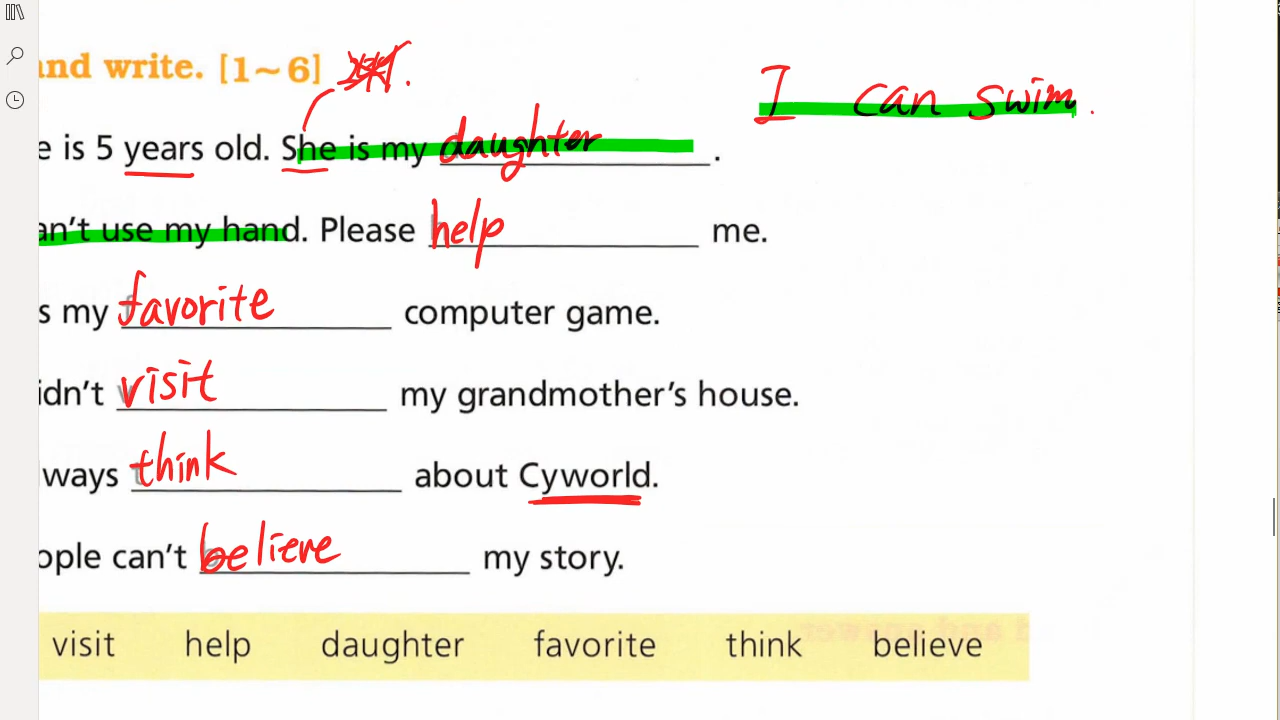 nd write. [1~6]
I can swim.
e is 5 years old. She is my daughter.
an't use my hand. Please help me.
s my favorite computer game.
idn't visit my grandmother's house.
ways think about Cyworld.
ople can't believe my story.
visit help daughter favorite think believe